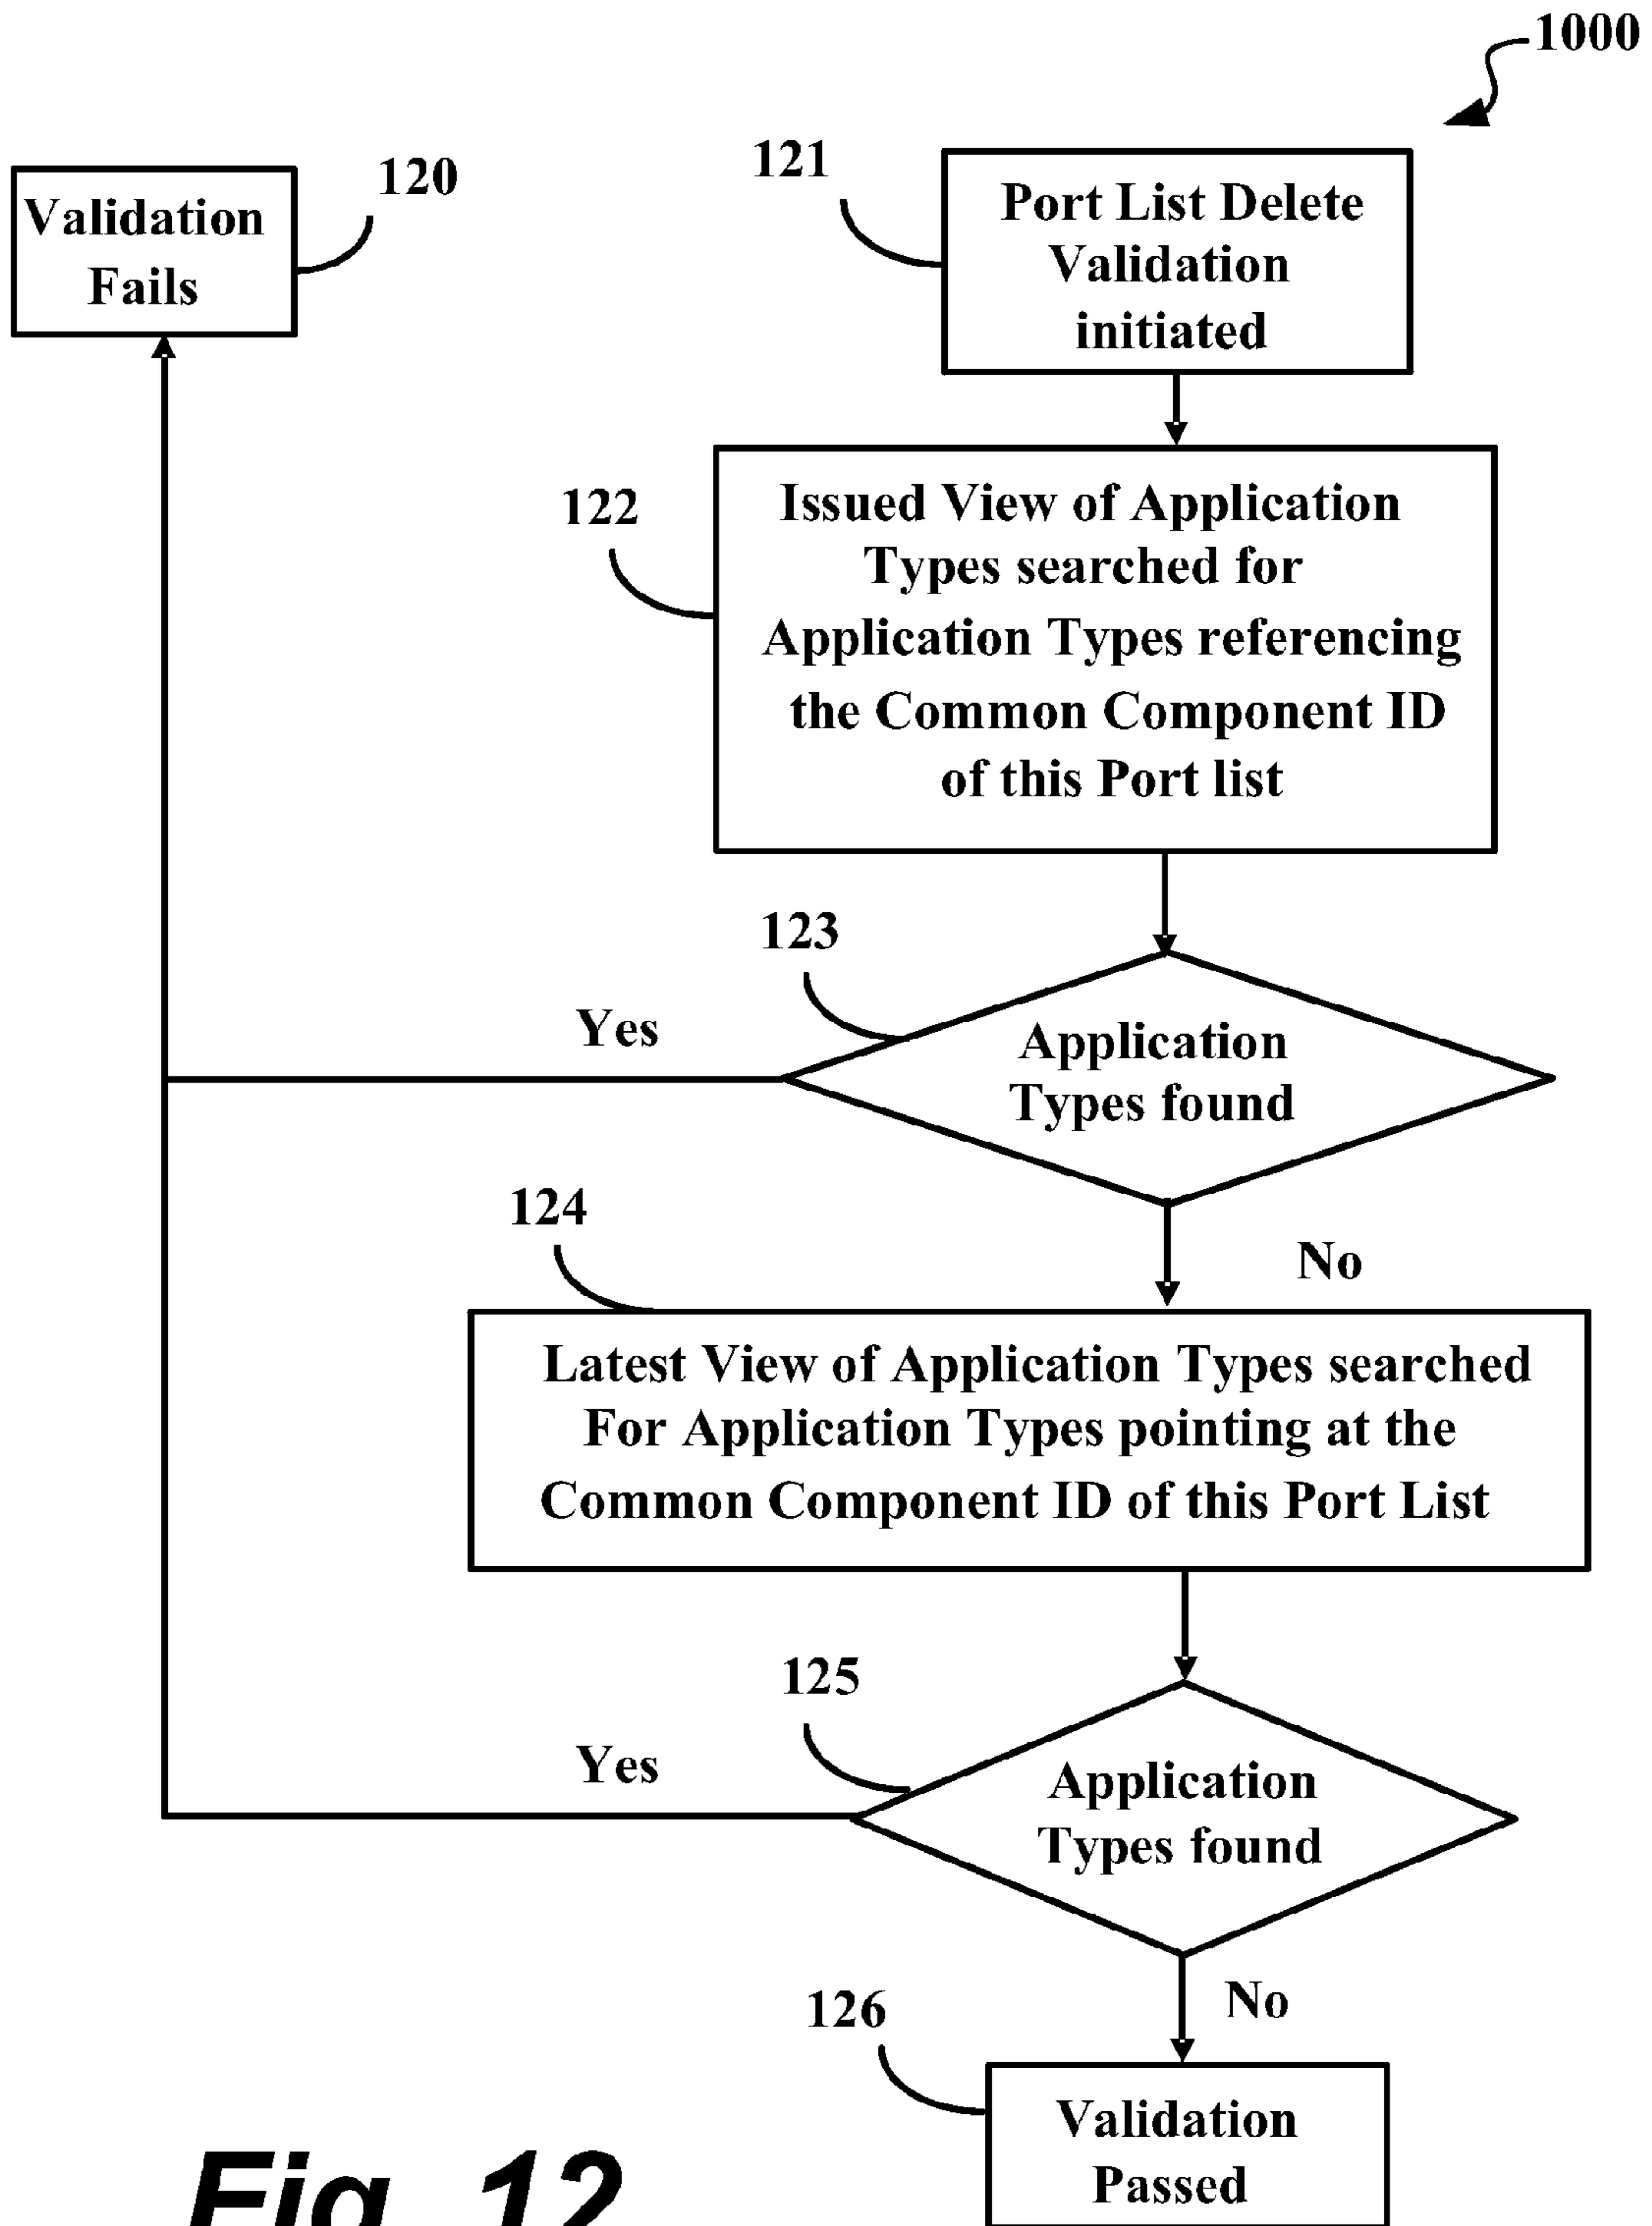 1000
120
Validation
Fails
121
Port List Delete
Validation
initiated
122
Issued View of Application
Types searched for
Application Types referencing
the Common Component ID
of this Port list
123
Application
Types found
Yes
No
124
Latest View of Application Types searched
For Application Types pointing at the
Common Component ID of this Port List
125
Application
Types found
Yes
No
126
Validation
Passed
Fig. 12